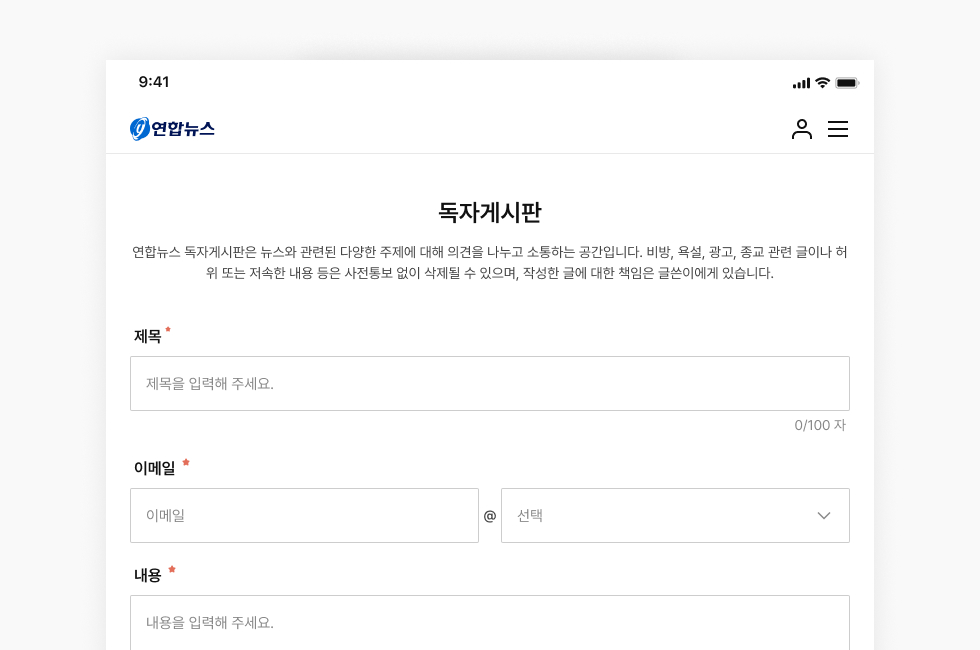 9:41
연합뉴스
독자게시판
연합뉴스 독자게시판은 뉴스와 관련된 다양한 주제에 대해 의견을 나누고 소통하는 공간입니다. 비방, 욕설, 광고, 종교 관련 글이나 허
위 또는 저속한 내용 등은 사전통보 없이 삭제될 수 있으며, 작성한 글에 대한 책임은 글쓴이에게 있습니다.
제목 *
제목을 입력해 주세요.
0/100 자
이메일 *
이메일 @ 선택
내용 *
내용을 입력해 주세요.